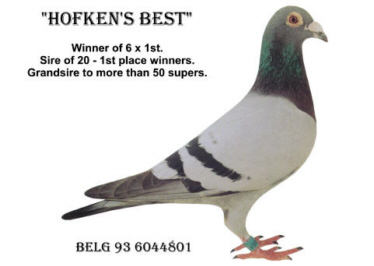 "HOFKEN'S BEST"
Winner of 6 x 1st.
Sire of 20 - 1st place winners.
Grandsire to more than 50 supers.
BELG 93 6044801